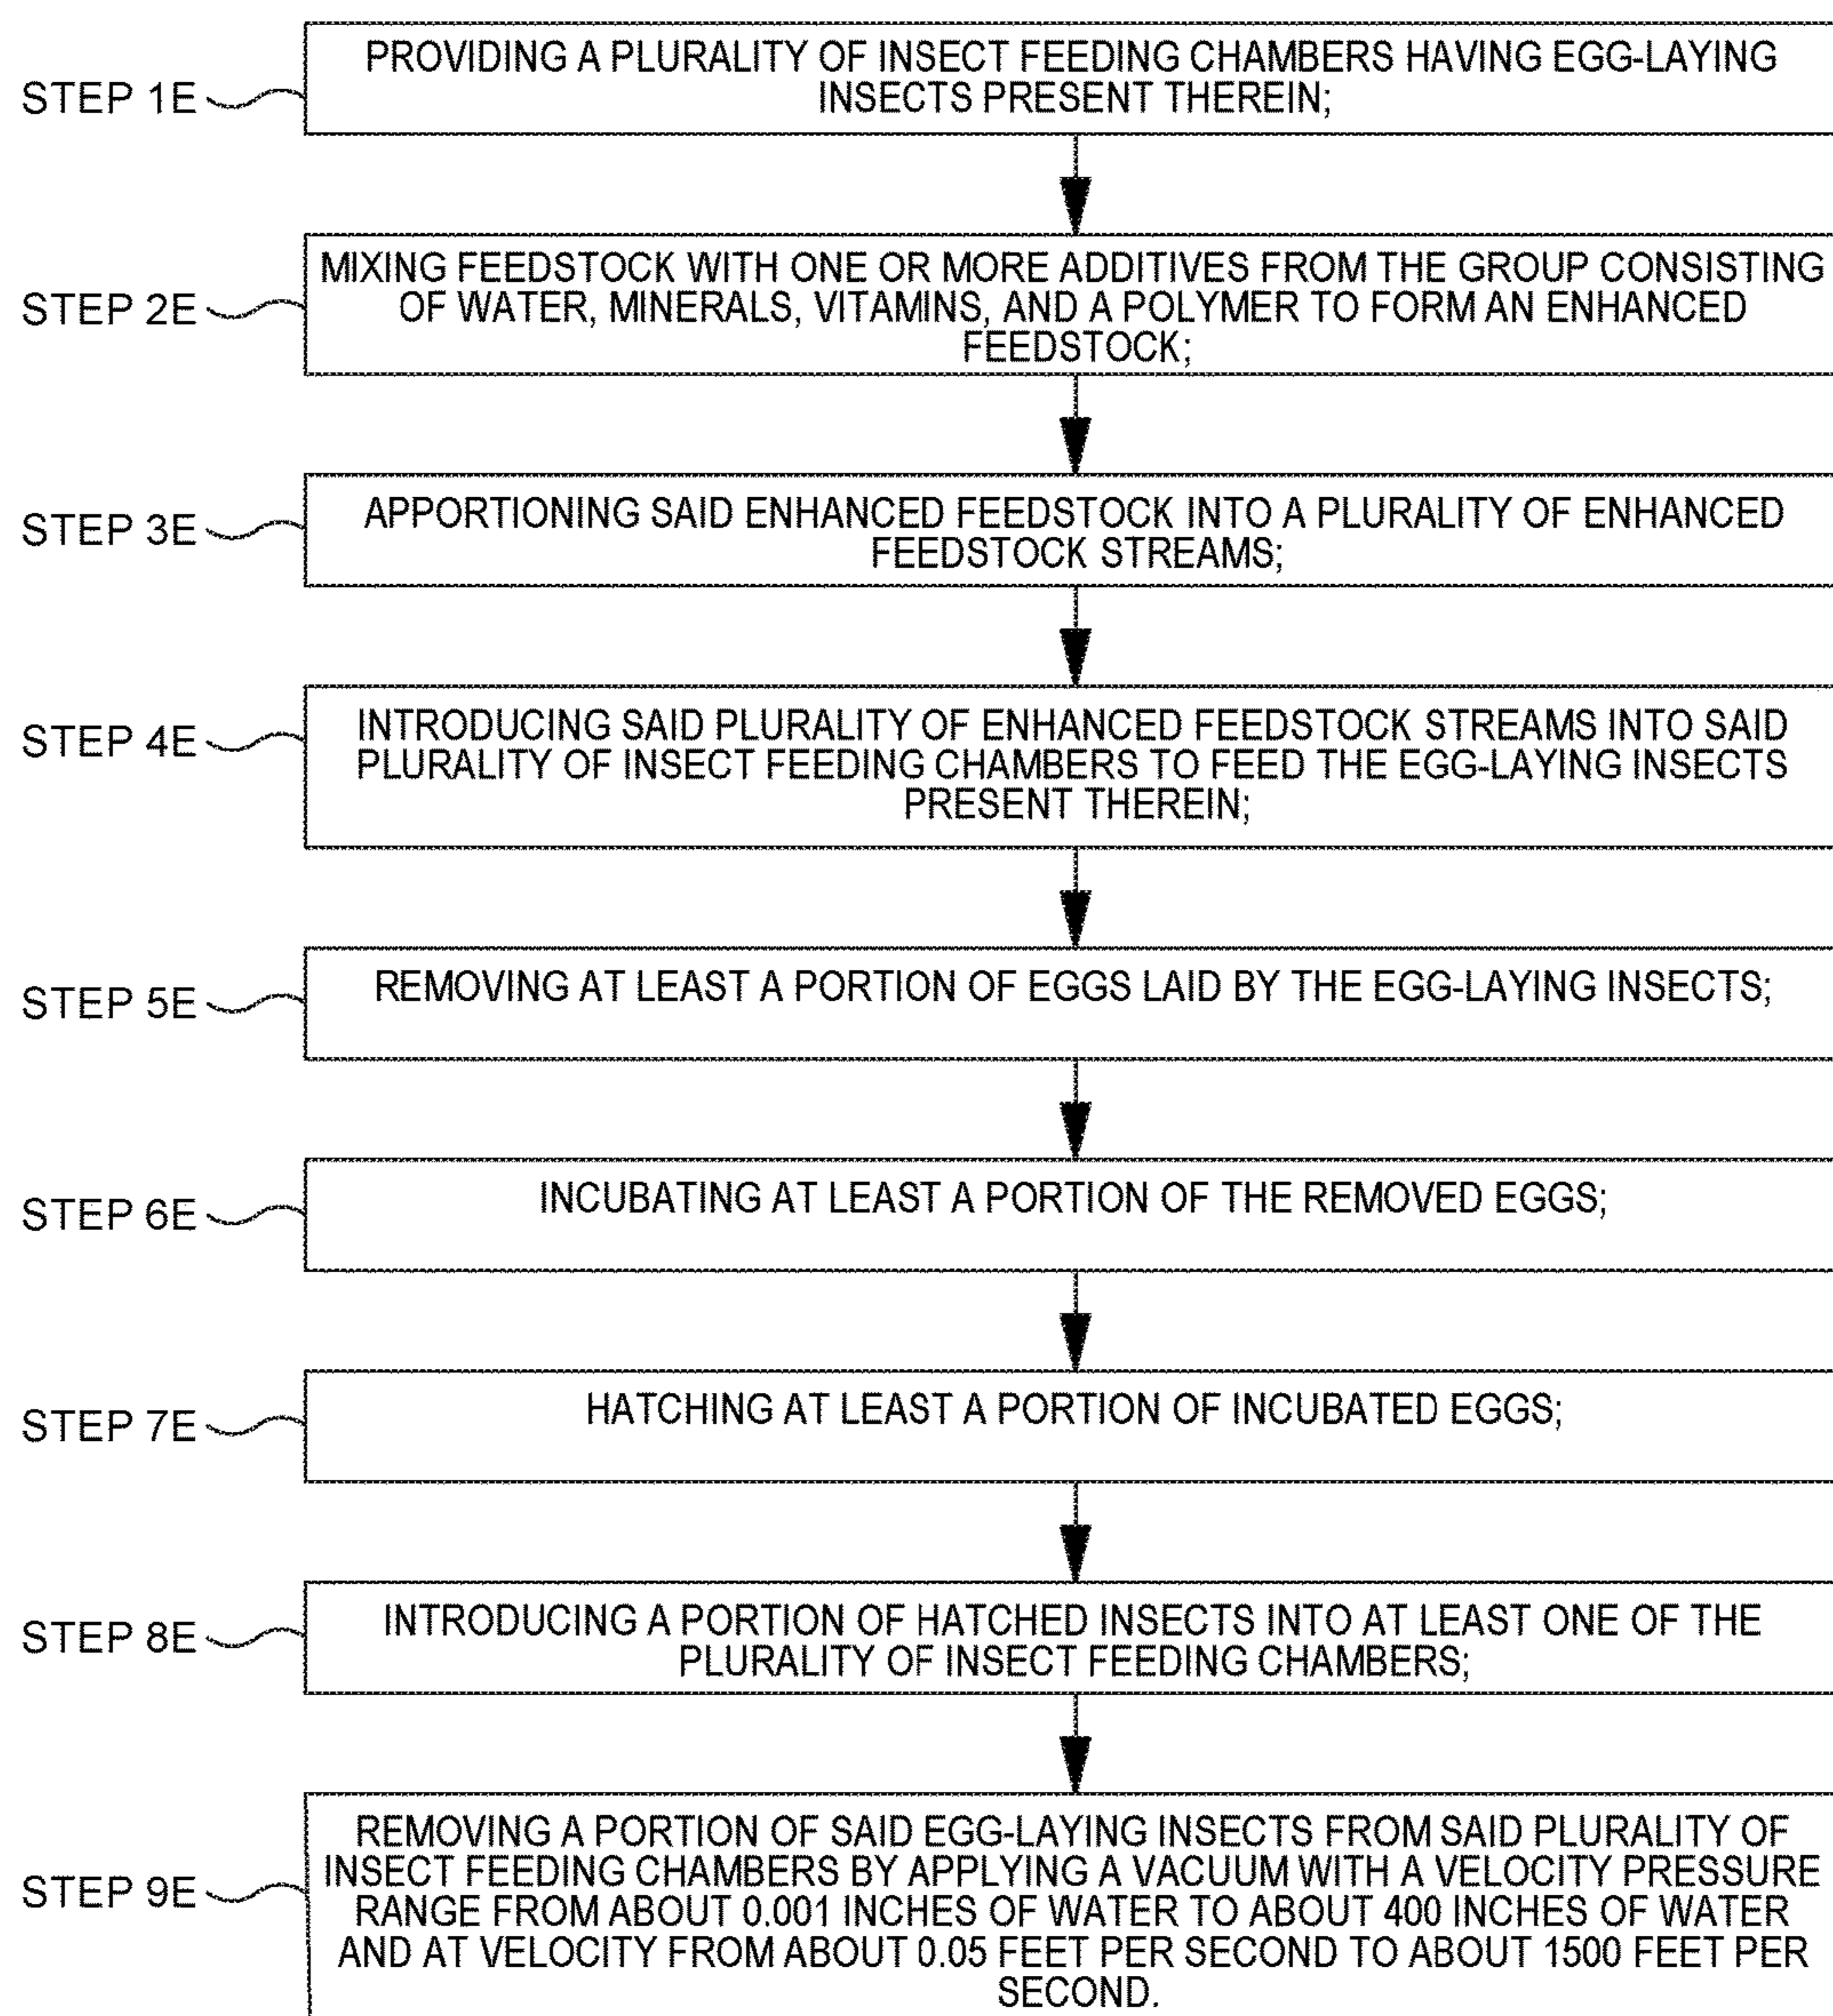 STEP 1E
PROVIDING A PLURALITY OF INSECT FEEDING CHAMBERS HAVING EGG-LAYING
INSECTS PRESENT THEREIN;
STEP 2E
MIXING FEEDSTOCK WITH ONE OR MORE ADDITIVES FROM THE GROUP CONSISTING
OF WATER, MINERALS, VITAMINS, AND A POLYMER TO FORM AN ENHANCED
FEEDSTOCK;
STEP 3E
APPORTIONING SAID ENHANCED FEEDSTOCK INTO A PLURALITY OF ENHANCED
FEEDSTOCK STREAMS;
STEP 4E
INTRODUCING SAID PLURALITY OF ENHANCED FEEDSTOCK STREAMS INTO SAID
PLURALITY OF INSECT FEEDING CHAMBERS TO FEED THE EGG-LAYING INSECTS
PRESENT THEREIN;
STEP 5E
REMOVING AT LEAST A PORTION OF EGGS LAID BY THE EGG-LAYING INSECTS;
STEP 6E
INCUBATING AT LEAST A PORTION OF THE REMOVED EGGS;
STEP 7E
HATCHING AT LEAST A PORTION OF INCUBATED EGGS;
STEP 8E
INTRODUCING A PORTION OF HATCHED INSECTS INTO AT LEAST ONE OF THE
PLURALITY OF INSECT FEEDING CHAMBERS;
STEP 9E
REMOVING A PORTION OF SAID EGG-LAYING INSECTS FROM SAID PLURALITY OF
INSECT FEEDING CHAMBERS BY APPLYING A VACUUM WITH A VELOCITY PRESSURE
RANGE FROM ABOUT 0.001 INCHES OF WATER TO ABOUT 400 INCHES OF WATER
AND AT VELOCITY FROM ABOUT 0.05 FEET PER SECOND TO ABOUT 1500 FEET PER
SECOND.